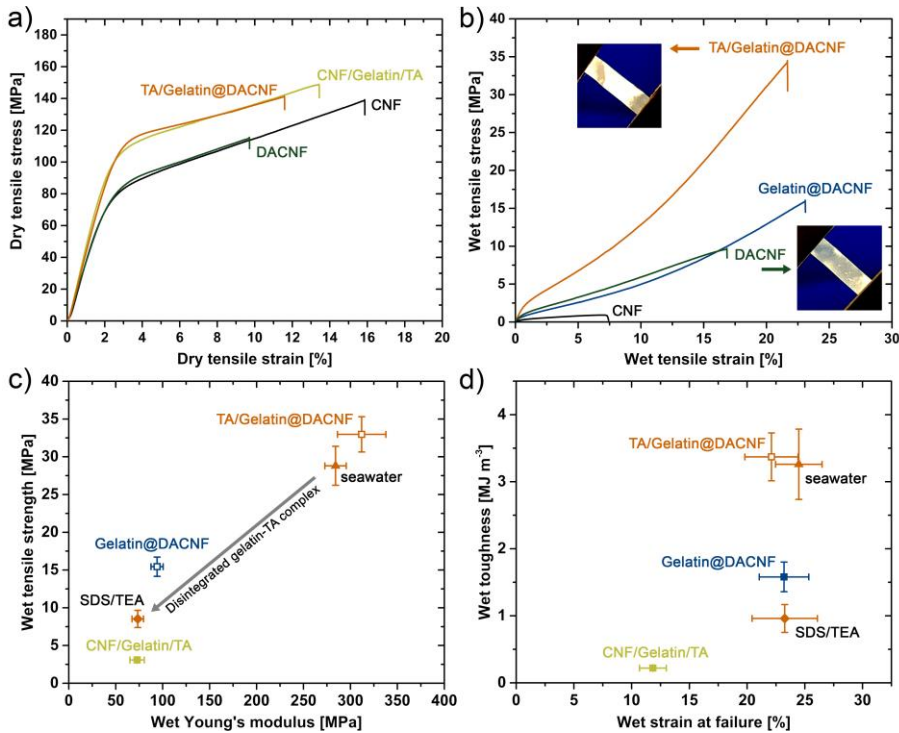 a)
180
160
140
120
100
80
60
40
20
0
Dry tensile stress [MPa]
TA/Gelatin@DACNF
CNF/Gelatin/TA
CNF
DACNF
0 2 4 6 8 10 12 14 16 18 20
Dry tensile strain [%]
b)
40
35
30
25
20
15
10
5
0
Wet tensile stress [MPa]
TA/Gelatin@DACNF
Gelatin@DACNF
DACNF
CNF
0 5 10 15 20 25 30
Wet tensile strain [%]
c)
40
35
30
25
20
15
10
5
0
Wet tensile strength [MPa]
TA/Gelatin@DACNF
seawater
Disintegrated gelatin-TA complex
Gelatin@DACNF
SDS/TEA
CNF/Gelatin/TA
0 50 100 150 200 250 300 350 400
Wet Young's modulus [MPa]
d)
4
3
2
1
0
Wet toughness [MJ m⁻³]
TA/Gelatin@DACNF
seawater
Gelatin@DACNF
SDS/TEA
CNF/Gelatin/TA
0 5 10 15 20 25 30
Wet strain at failure [%]